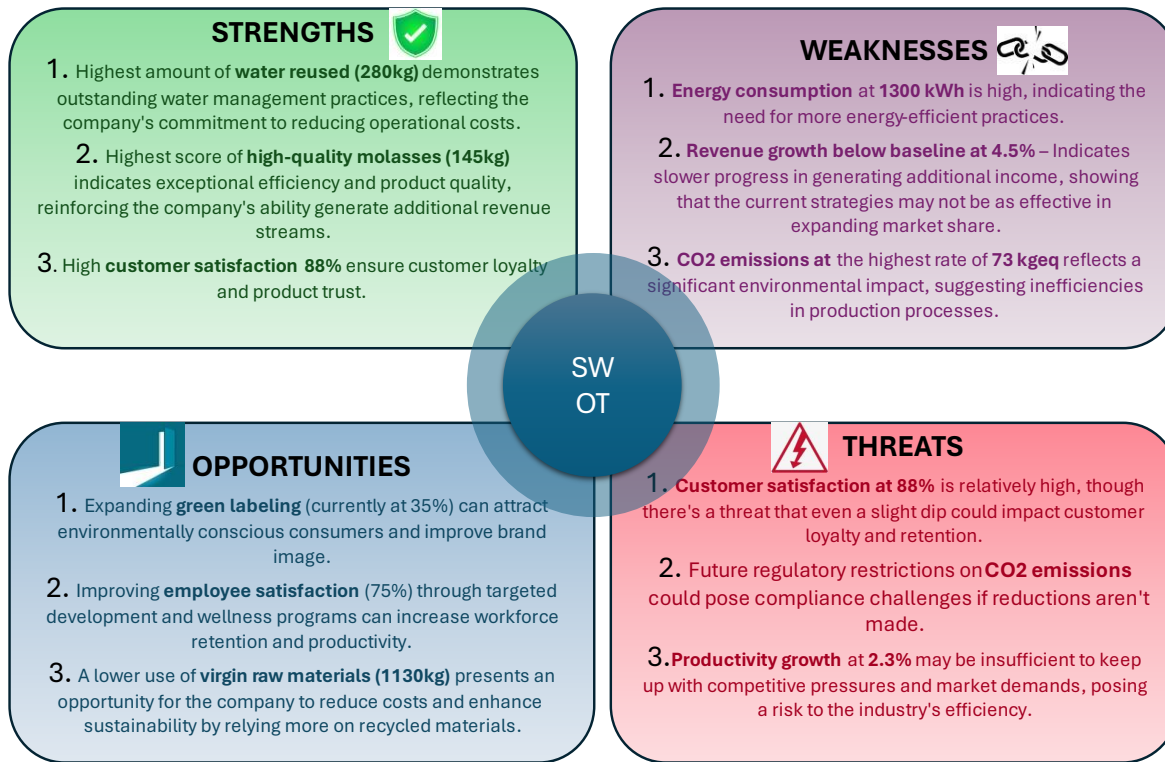 STRENGTHS
1. Highest amount of water reused (280kg) demonstrates
outstanding water management practices, reflecting the
company's commitment to reducing operational costs.
2. Highest score of high-quality molasses (145kg)
indicates exceptional efficiency and product quality,
reinforcing the company's ability generate additional revenue
streams.
3. High customer satisfaction 88% ensure customer loyalty
and product trust.
WEAKNESSES
1. Energy consumption at 1300 kWh is high, indicating the
need for more energy-efficient practices.
2. Revenue growth below baseline at 4.5% – Indicates
slower progress in generating additional income, showing
that the current strategies may not be as effective in
expanding market share.
3. CO2 emissions at the highest rate of 73 kgeq reflects a
significant environmental impact, suggesting inefficiencies
in production processes.
SW
OT
OPPORTUNITIES
1. Expanding green labeling (currently at 35%) can attract
environmentally conscious consumers and improve brand
image.
2. Improving employee satisfaction (75%) through targeted
development and wellness programs can increase workforce
retention and productivity.
3. A lower use of virgin raw materials (1130kg) presents an
opportunity for the company to reduce costs and enhance
sustainability by relying more on recycled materials.
THREATS
1. Customer satisfaction at 88% is relatively high, though
there's a threat that even a slight dip could impact customer
loyalty and retention.
2. Future regulatory restrictions on CO2 emissions
could pose compliance challenges if reductions aren't
made.
3. Productivity growth at 2.3% may be insufficient to keep
up with competitive pressures and market demands, posing
a risk to the industry's efficiency.